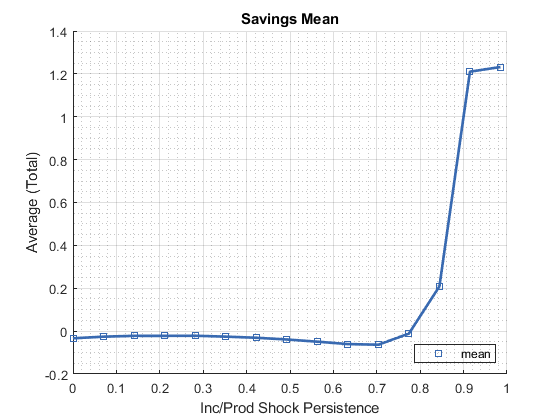 Savings Mean
Average (Total)
1.4
1.2
1
0.8
0.6
0.4
0.2
0
-0.2
mean
0 0.1 0.2 0.3 0.4 0.5 0.6 0.7 0.8 0.9 1
Inc/Prod Shock Persistence